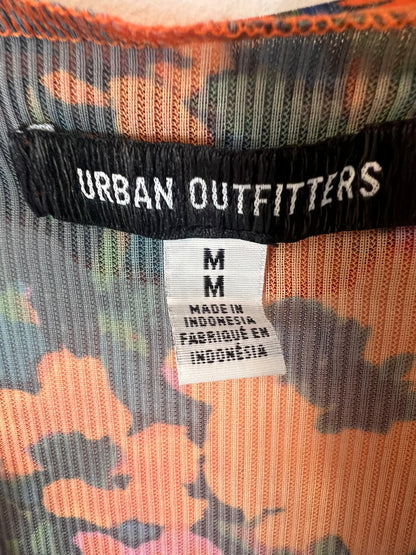 URBAN OUTFITTERS
M
M
MADE IN
INDONESIA
FABRIQUÉ EN
INDONÉSIA